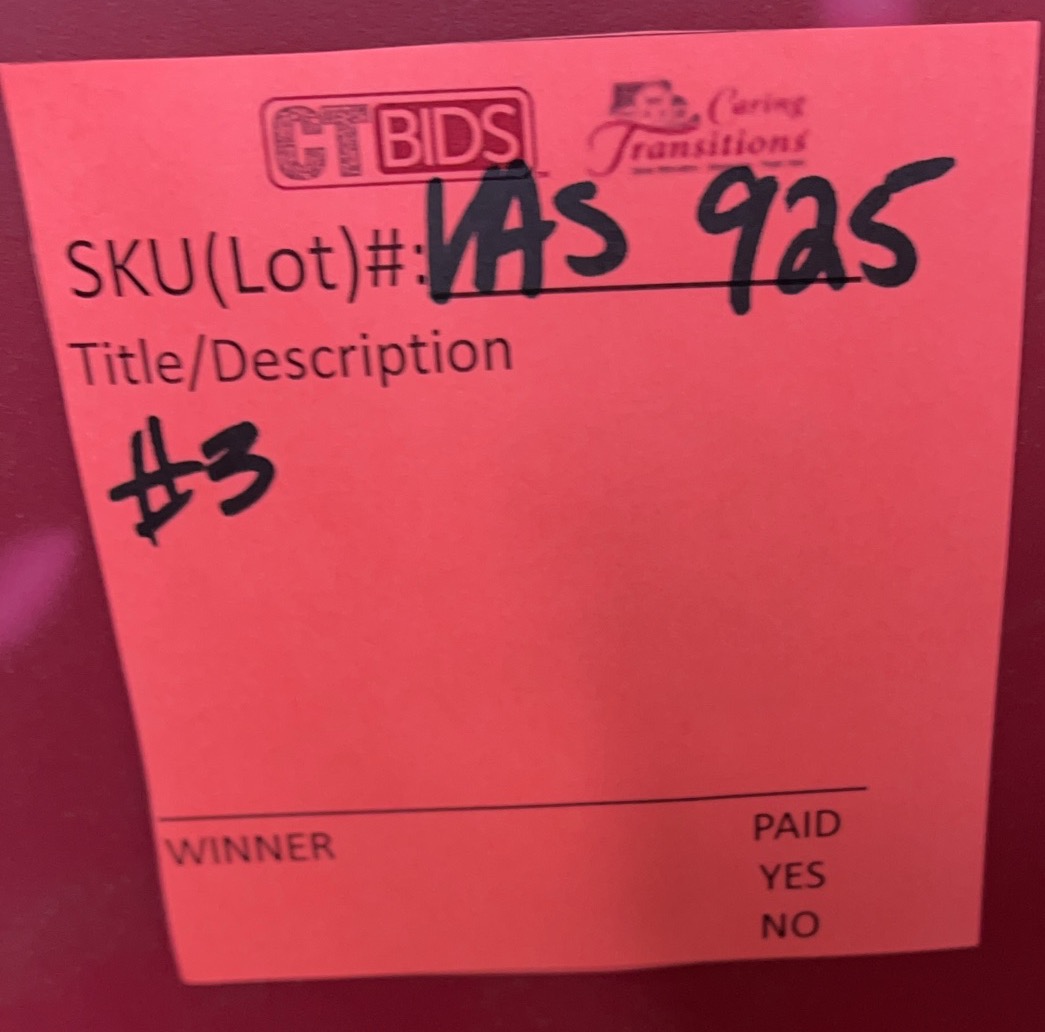 CTBIDS
Caring
Transitions
SKU(Lot)#: VAS 925
Title/Description
#3
WINNER
PAID
YES
NO